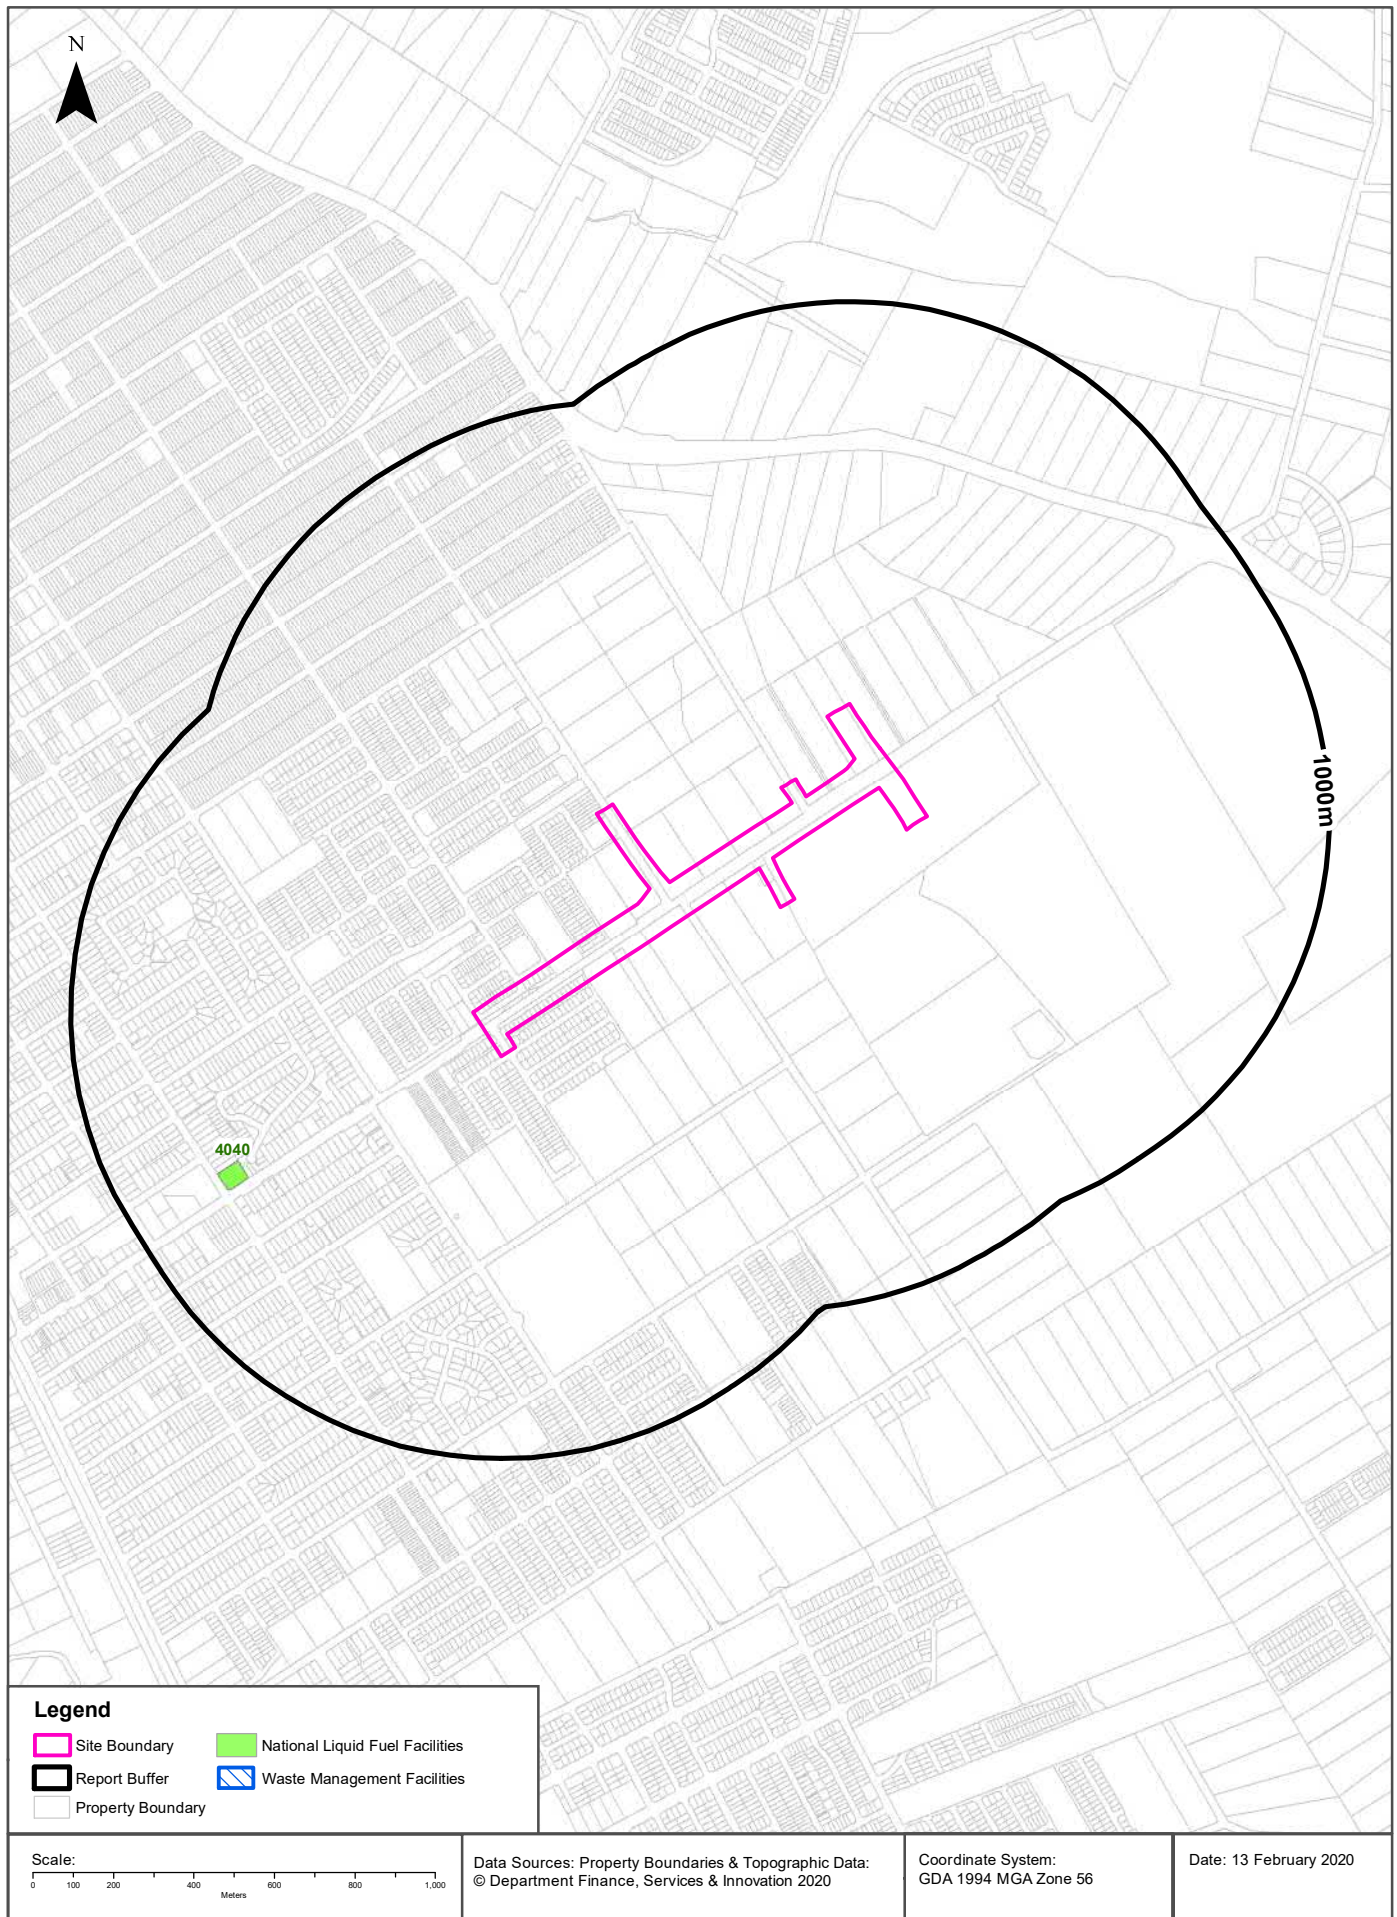 N
1000m
4040
Legend
Site Boundary
National Liquid Fuel Facilities
Report Buffer
Waste Management Facilities
Property Boundary
Scale:
0 100 200 400 600 800 1,000
Meters
Data Sources: Property Boundaries & Topographic Data:
© Department Finance, Services & Innovation 2020
Coordinate System:
GDA 1994 MGA Zone 56
Date: 13 February 2020